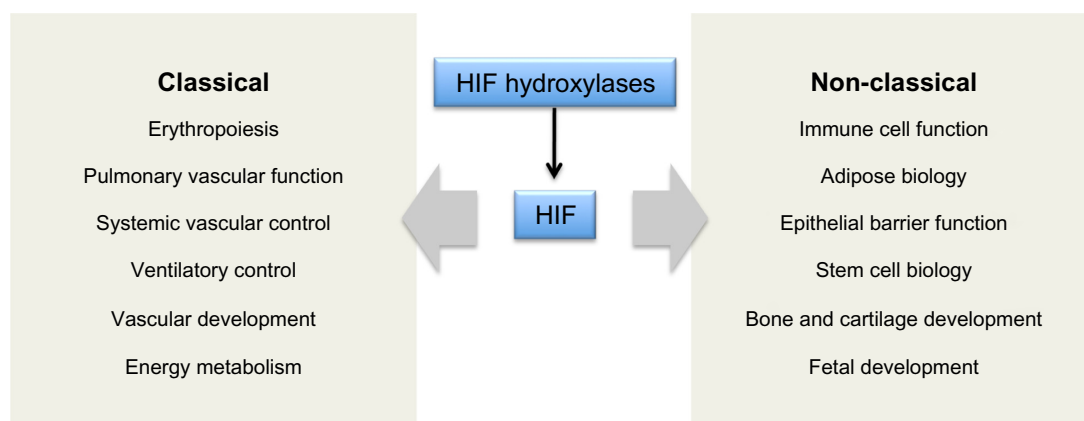 Classical
Erythropoiesis
Pulmonary vascular function
Systemic vascular control
Ventilatory control
Vascular development
Energy metabolism
HIF hydroxylases
HIF
Non-classical
Immune cell function
Adipose biology
Epithelial barrier function
Stem cell biology
Bone and cartilage development
Fetal development